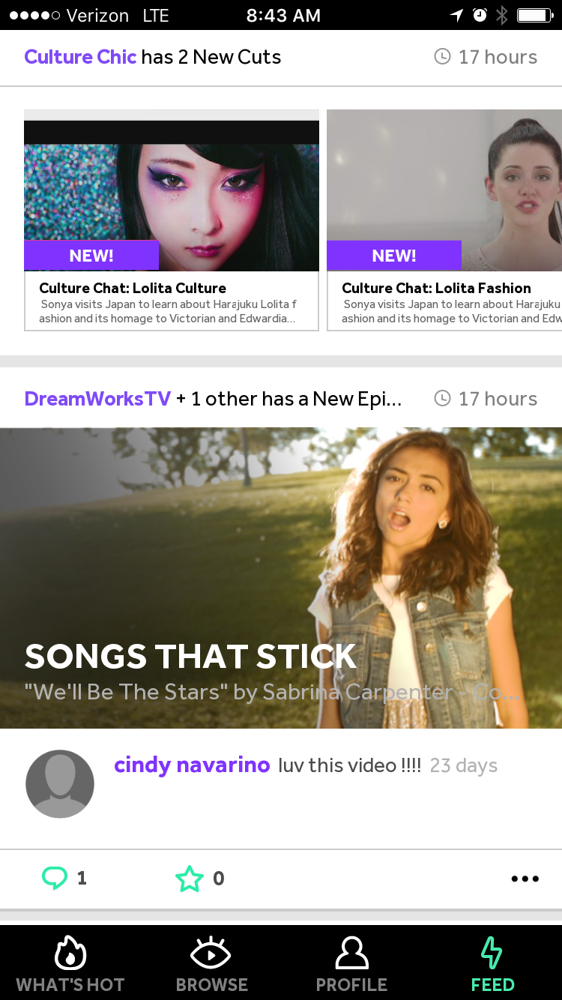 Verizon LTE 8:43 AM
Culture Chic has 2 New Cuts 17 hours
NEW! NEW!
Culture Chat: Lolita Culture Culture Chat: Lolita Fashion
Sonya visits Japan to learn about Harajuku Lolita f Sonya visits Japan to learn about Harajuku
ashion and its homage to Victorian and Edwardia... ashion and its homage to Victorian and Edw
DreamWorksTV + 1 other has a New Epi... 17 hours
SONGS THAT STICK
"We'll Be The Stars" by Sabrina Carpenter - Co...
cindy navarino luv this video !!!! 23 days
1 0
WHAT'S HOT BROWSE PROFILE FEED